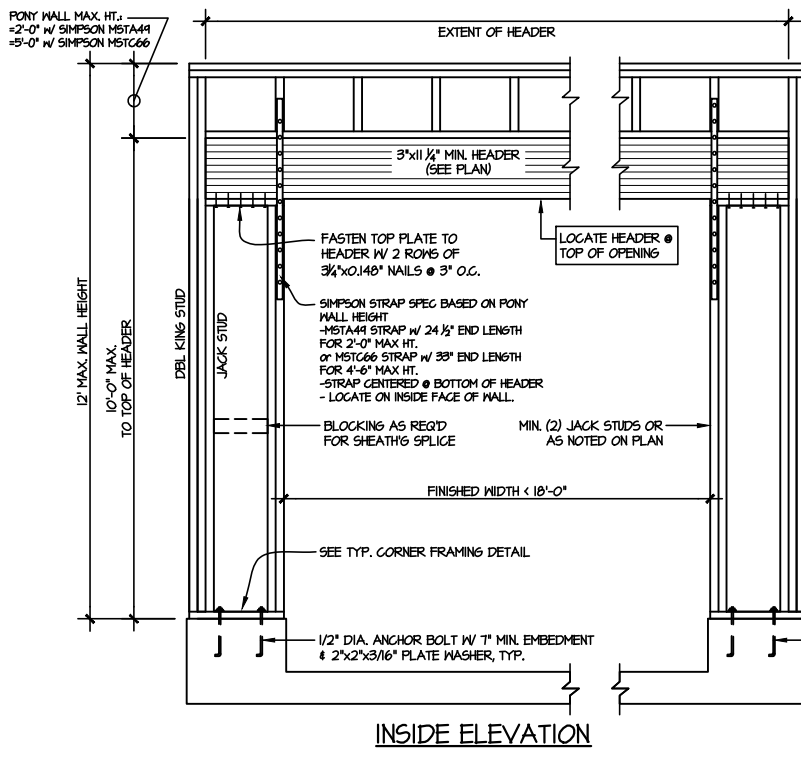 PONY WALL MAX. HT.:
=2'-0" W/ SIMPSON MSTA49
=5'-0" W/ SIMPSON MSTC66
EXTENT OF HEADER
3"x11 1/4" MIN. HEADER
(SEE PLAN)
FASTEN TOP PLATE TO
HEADER W/ 2 ROWS OF
3 1/4"x0.148" NAILS @ 3" O.C.
LOCATE HEADER @
TOP OF OPENING
SIMPSON STRAP SPEC BASED ON PONY
WALL HEIGHT
-MSTA49 STRAP w/ 24 1/2" END LENGTH
FOR 2'-0" MAX HT.
or MSTC66 STRAP w/ 33" END LENGTH
FOR 4'-6" MAX HT.
-STRAP CENTERED @ BOTTOM OF HEADER
- LOCATE ON INSIDE FACE OF WALL.
12' MAX. WALL HEIGHT
10'-0" MAX.
TO TOP OF HEADER
DBL KING STUD
JACK STUD
BLOCKING AS REQ'D
FOR SHEATH'G SPLICE
MIN. (2) JACK STUDS OR
AS NOTED ON PLAN
FINISHED WIDTH < 18'-0"
SEE TYP. CORNER FRAMING DETAIL
1/2" DIA. ANCHOR BOLT W/ 7" MIN. EMBEDMENT
& 2"x2"x3/16" PLATE WASHER, TYP.
INSIDE ELEVATION